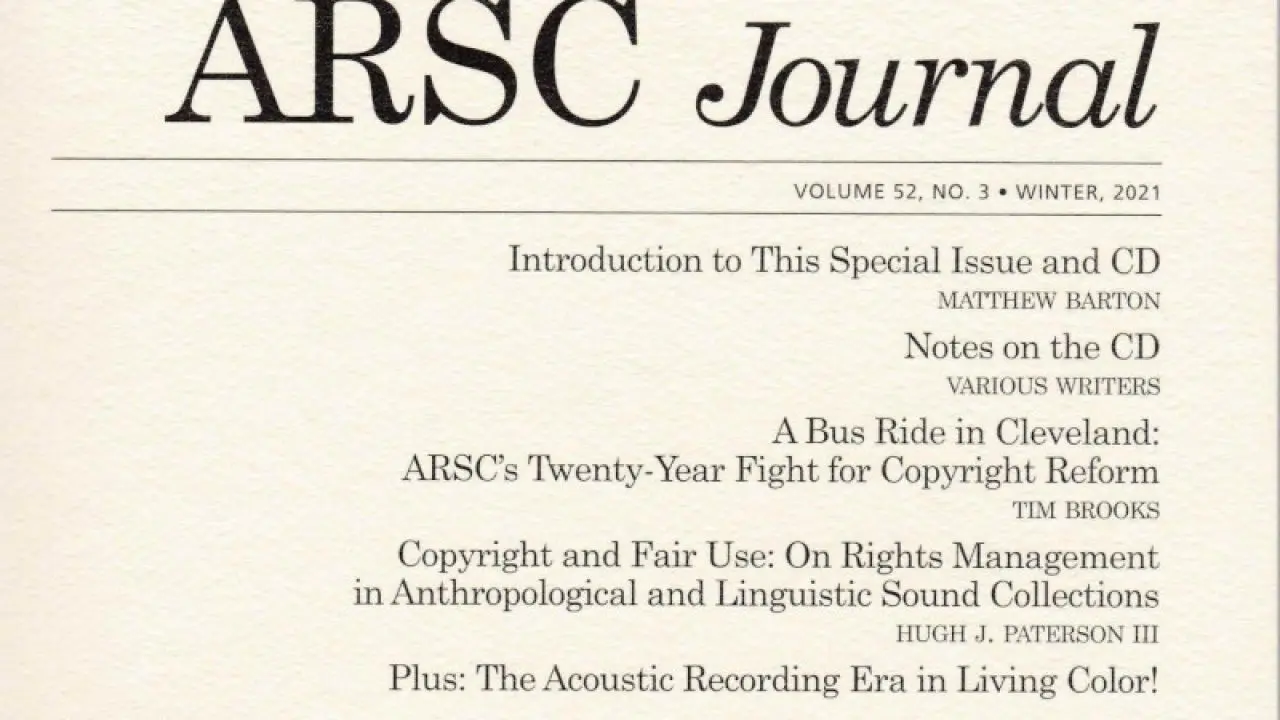 ARSC Journal
VOLUME 52, NO. 3 • WINTER, 2021
Introduction to This Special Issue and CD
MATTHEW BARTON
Notes on the CD
VARIOUS WRITERS
A Bus Ride in Cleveland:
ARSC’s Twenty-Year Fight for Copyright Reform
TIM BROOKS
Copyright and Fair Use: On Rights Management
in Anthropological and Linguistic Sound Collections
HUGH J. PATERSON III
Plus: The Acoustic Recording Era in Living Color!